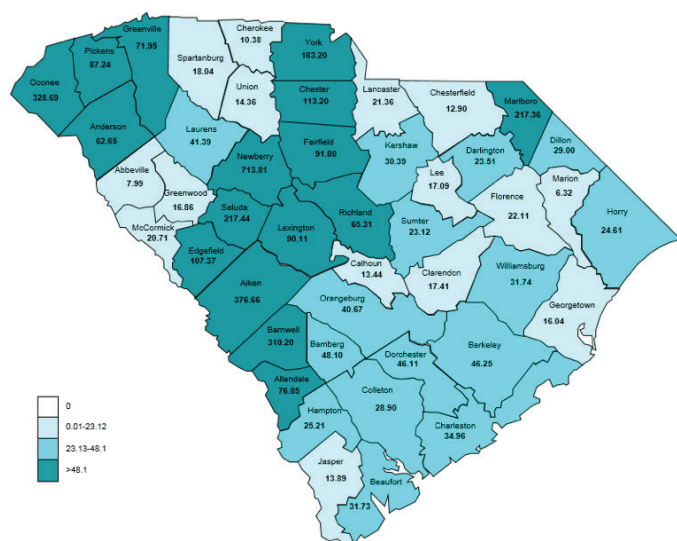 Cherokee
10.38
Greenville
71.95
York
163.20
Pickens
87.24
Spartanburg
18.04
Oconee
328.69
Union
14.36
Chester
113.20
Lancaster
21.36
Chesterfield
12.90
Marlboro
217.36
Anderson
62.65
Laurens
41.39
Fairfield
91.80
Kershaw
30.39
Darlington
23.51
Dillon
29.00
Abbeville
7.99
Newberry
713.81
Lee
17.09
Marion
6.32
Greenwood
16.86
Florence
22.11
Saluda
217.44
Richland
65.31
Sumter
23.12
Horry
24.61
McCormick
20.71
Lexington
90.11
Edgefield
107.37
Calhoun
13.44
Clarendon
17.41
Williamsburg
31.74
Aiken
376.66
Orangeburg
40.67
Georgetown
16.04
Barnwell
310.20
Bamberg
48.10
Dorchester
46.11
Berkeley
46.25
Allendale
76.85
Colleton
28.90
Hampton
25.21
Charleston
34.96
Jasper
13.89
Beaufort
31.73
0
0.01-23.12
23.13-48.1
>48.1